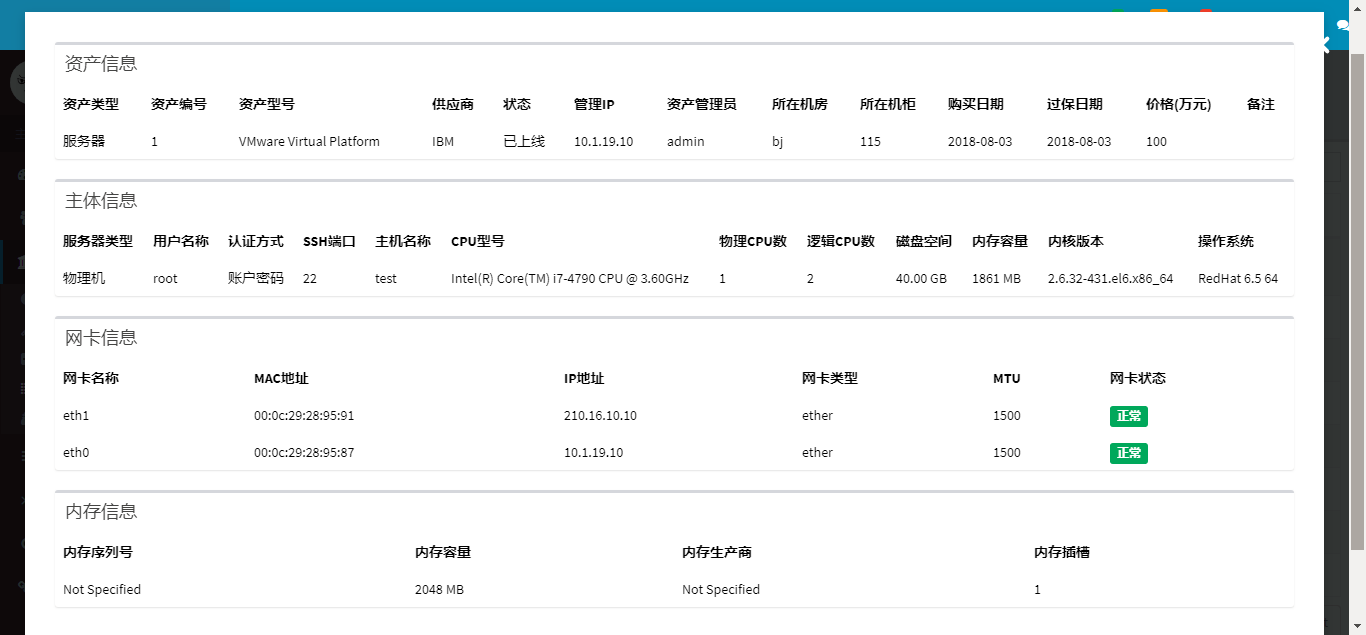 资产信息
资产类型 资产编号 资产型号 供应商 状态 管理IP 资产管理员 所在机房 所在机柜 购买日期 过保日期 价格(万元) 备注
服务器 1 VMware Virtual Platform IBM 已上线 10.1.19.10 admin bj 115 2018-08-03 2018-08-03 100
主体信息
服务器类型 用户名称 认证方式 SSH端口 主机名称 CPU型号 物理CPU数 逻辑CPU数 磁盘空间 内存容量 内核版本 操作系统
物理机 root 账户密码 22 test Intel(R) Core(TM) i7-4790 CPU @ 3.60GHz 1 2 40.00 GB 1861 MB 2.6.32-431.el6.x86_64 RedHat 6.5 64
网卡信息
网卡名称 MAC地址 IP地址 网卡类型 MTU 网卡状态
eth1 00:0c:29:28:95:91 210.16.10.10 ether 1500 正常
eth0 00:0c:29:28:95:87 10.1.19.10 ether 1500 正常
内存信息
内存序列号 内存容量 内存生产商 内存插槽
Not Specified 2048 MB Not Specified 1